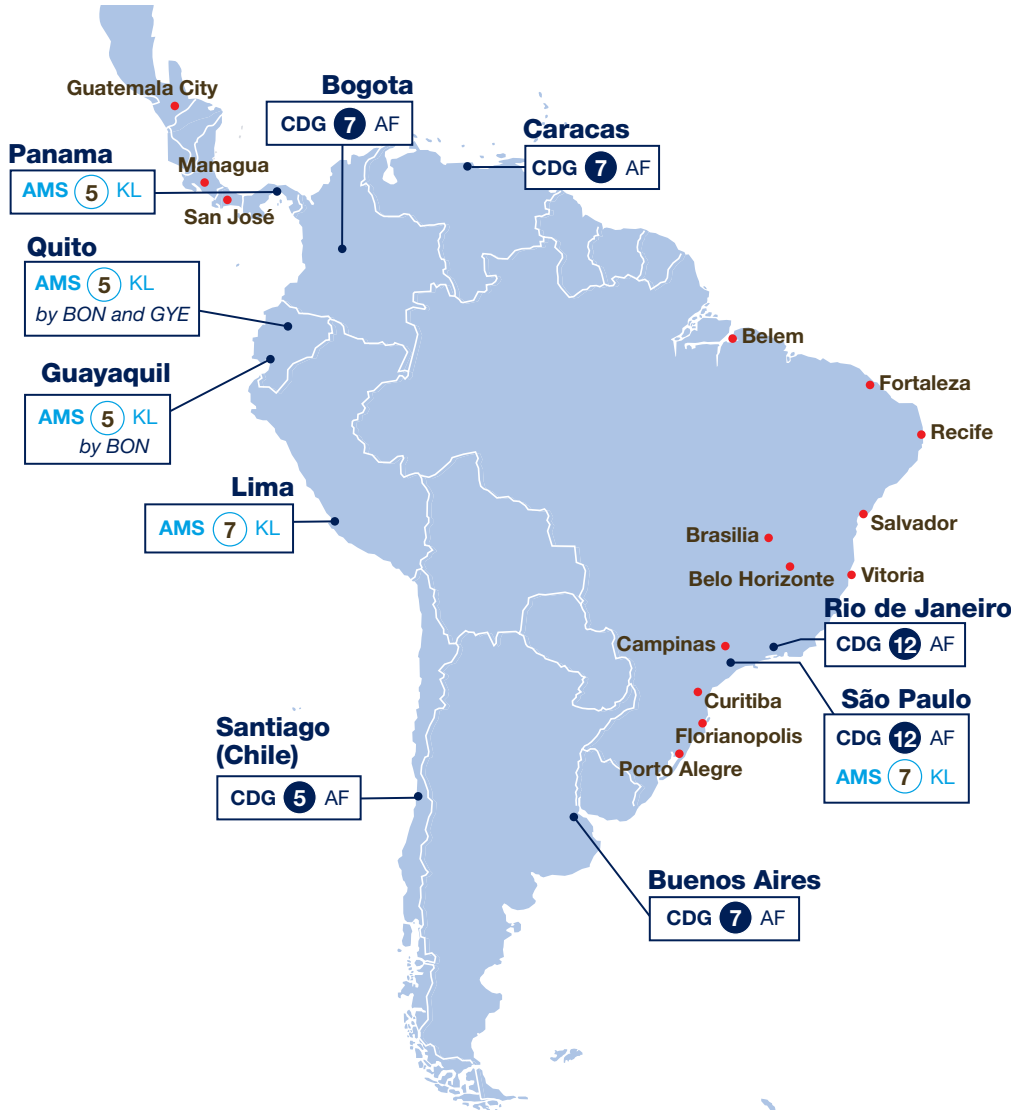 Guatemala City
Bogota
CDG 7 AF
Caracas
CDG 7 AF
Panama
AMS 5 KL
Managua
San José
Quito
AMS 5 KL
by BON and GYE
Guayaquil
AMS 5 KL
by BON
Lima
AMS 7 KL
Belem
Fortaleza
Recife
Salvador
Brasilia
Belo Horizonte
Vitoria
Rio de Janeiro
CDG 12 AF
Campinas
São Paulo
CDG 12 AF
AMS 7 KL
Curitiba
Florianopolis
Porto Alegre
Santiago
(Chile)
CDG 5 AF
Buenos Aires
CDG 7 AF